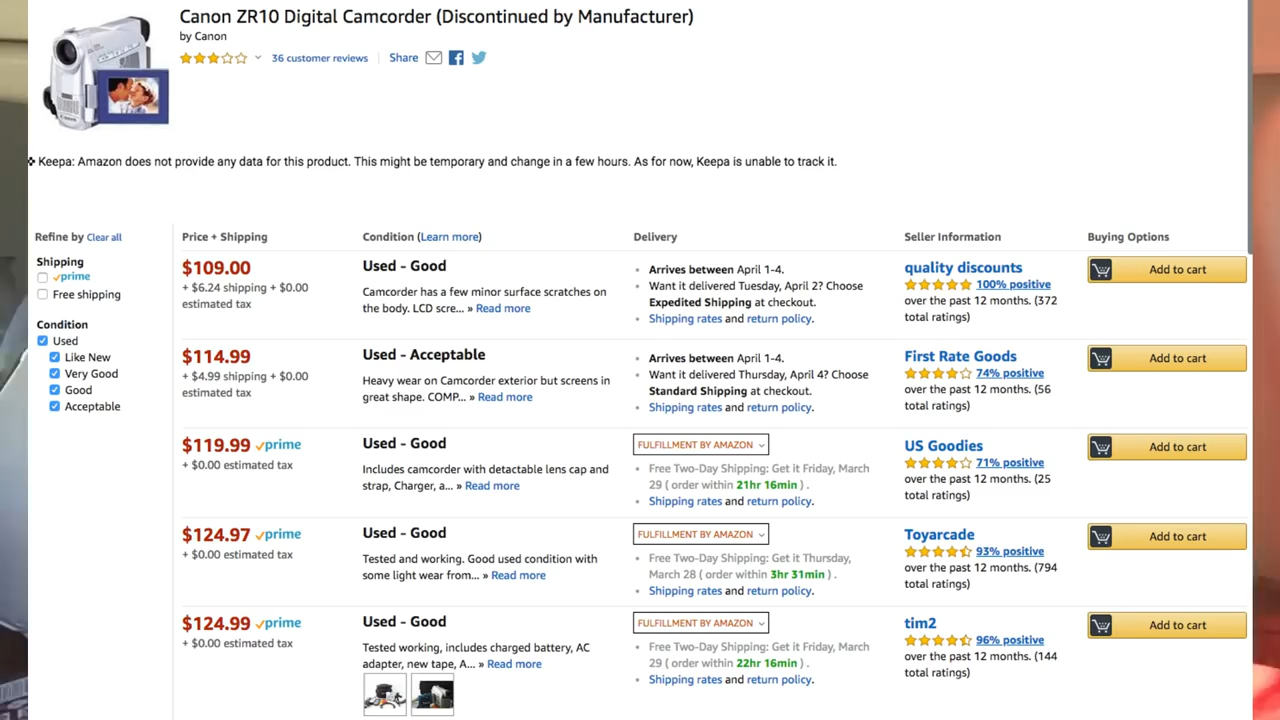 Canon ZR10 Digital Camcorder (Discontinued by Manufacturer)
by Canon
36 customer reviews Share
Keepa: Amazon does not provide any data for this product. This might be temporary and change in a few hours. As for now, Keepa is unable to track it.
Refine by Clear all
Shipping
prime
Free shipping
Condition
Used
Like New
Very Good
Good
Acceptable
Price + Shipping Condition (Learn more) Delivery Seller Information Buying Options
$109.00
+ $6.24 shipping + $0.00
estimated tax
Used - Good
Camcorder has a few minor surface scratches on
the body. LCD scre... » Read more
Arrives between April 1-4.
Want it delivered Tuesday, April 2? Choose
Expedited Shipping at checkout.
Shipping rates and return policy.
quality discounts
100% positive
over the past 12 months. (372
total ratings)
Add to cart
$114.99
+ $4.99 shipping + $0.00
estimated tax
Used - Acceptable
Heavy wear on Camcorder exterior but screens in
great shape. COMP... » Read more
Arrives between April 1-4.
Want it delivered Thursday, April 4? Choose
Standard Shipping at checkout.
Shipping rates and return policy.
First Rate Goods
74% positive
over the past 12 months. (56
total ratings)
Add to cart
$119.99 prime
+ $0.00 estimated tax
Used - Good
Includes camcorder with detactable lens cap and
strap, Charger, a... » Read more
FULFILLMENT BY AMAZON
Free Two-Day Shipping: Get it Friday, March
29 ( order within 21hr 16min ) .
Shipping rates and return policy.
US Goodies
71% positive
over the past 12 months. (25
total ratings)
Add to cart
$124.97 prime
+ $0.00 estimated tax
Used - Good
Tested and working. Good used condition with
some light wear from... » Read more
FULFILLMENT BY AMAZON
Free Two-Day Shipping: Get it Thursday,
March 28 ( order within 3hr 31min ) .
Shipping rates and return policy.
Toyarcade
93% positive
over the past 12 months. (794
total ratings)
Add to cart
$124.99 prime
+ $0.00 estimated tax
Used - Good
Tested working, includes charged battery, AC
adapter, new tape, A... » Read more
FULFILLMENT BY AMAZON
Free Two-Day Shipping: Get it Friday, March
29 ( order within 22hr 16min ) .
Shipping rates and return policy.
tim2
96% positive
over the past 12 months. (144
total ratings)
Add to cart